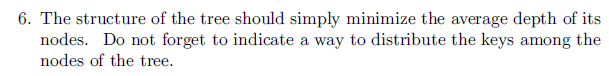 6. The structure of the tree should simply minimize the average depth of its
nodes. Do not forget to indicate a way to distribute the keys among the
nodes of the tree.